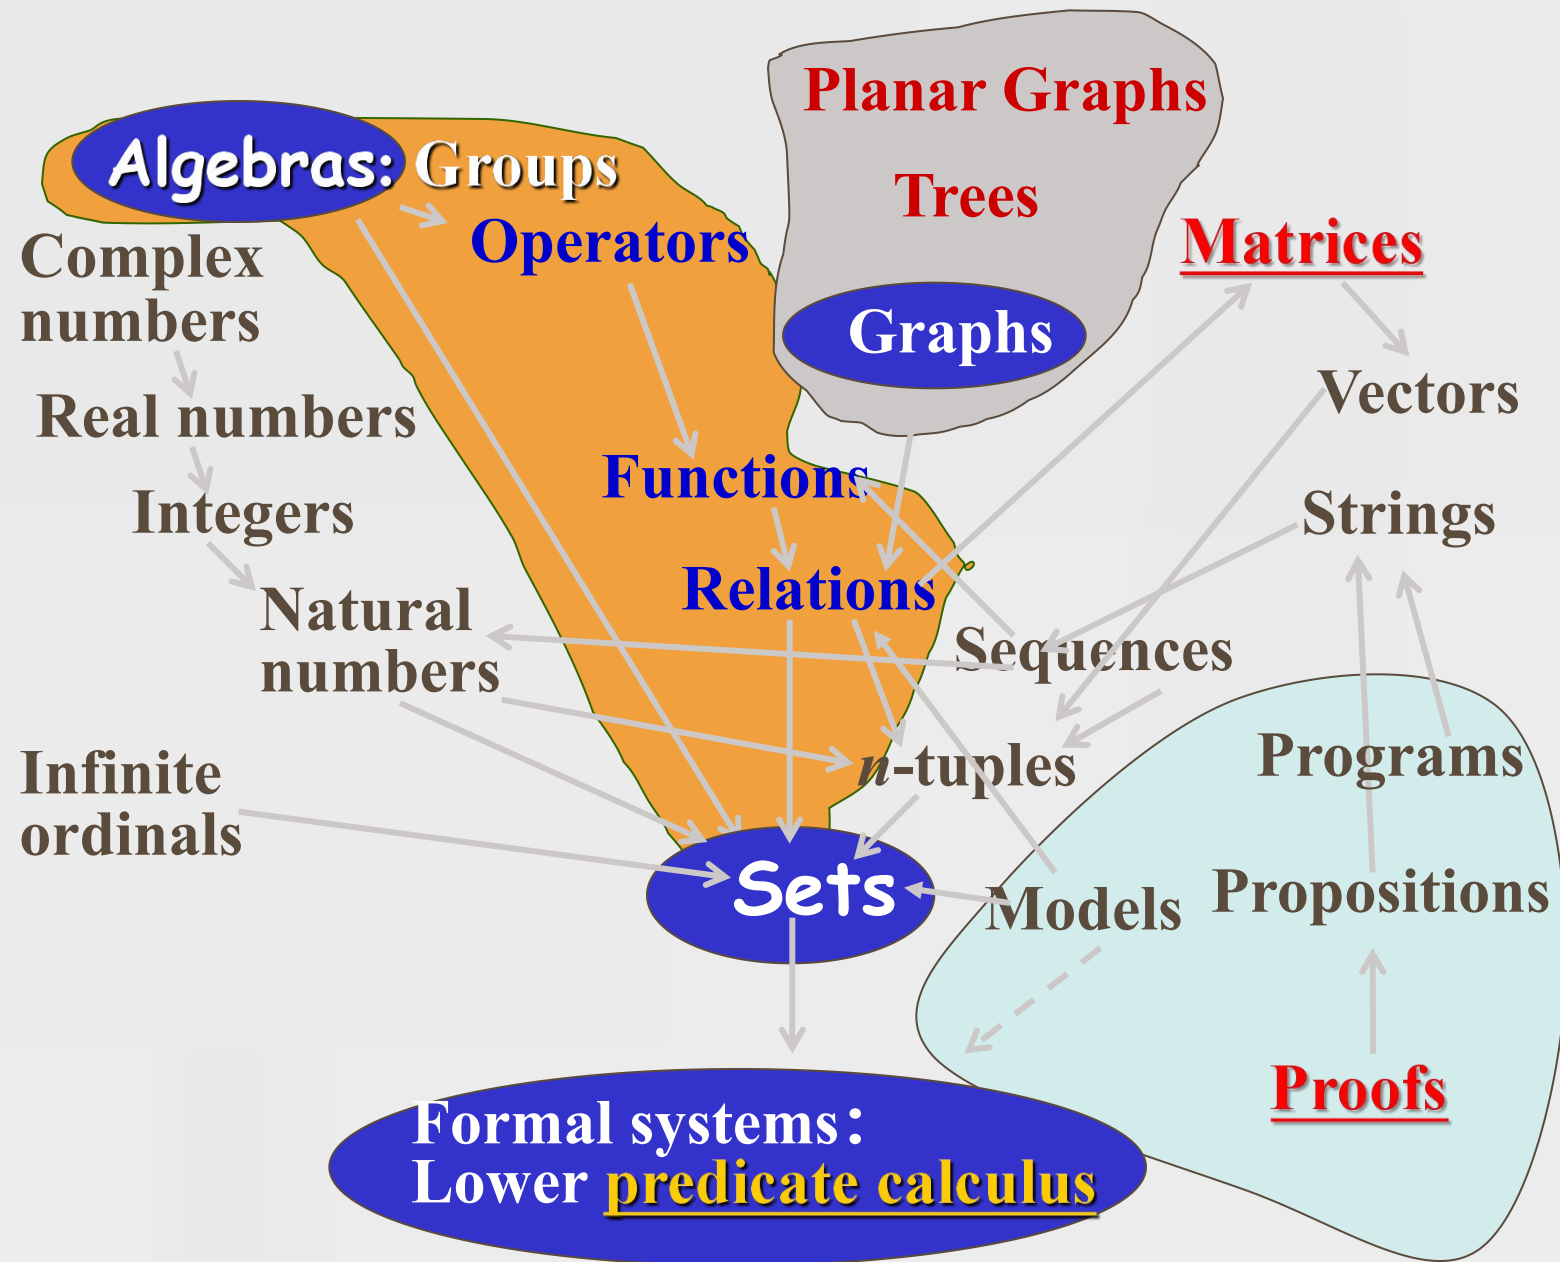 Planar Graphs
Algebras: Groups
Trees
Operators
Matrices
Complex
numbers
Graphs
Vectors
Real numbers
Functions
Integers
Strings
Relations
Natural
numbers
Sequences
n-tuples
Programs
Infinite
ordinals
Sets
Models
Propositions
Proofs
Formal systems:
Lower predicate calculus